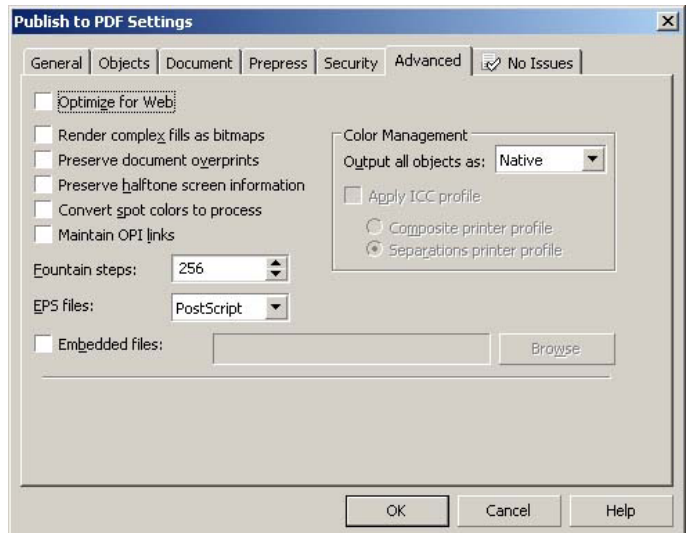 Publish to PDF Settings
General Objects Document Prepress Security Advanced No Issues
Optimize for Web
Render complex fills as bitmaps
Preserve document overprints
Preserve halftone screen information
Convert spot colors to process
Maintain OPI links
Fountain steps: 256
EPS files: PostScript
Color Management
Output all objects as: Native
Apply ICC profile
Composite printer profile
Separations printer profile
Embedded files: Browse
OK Cancel Help